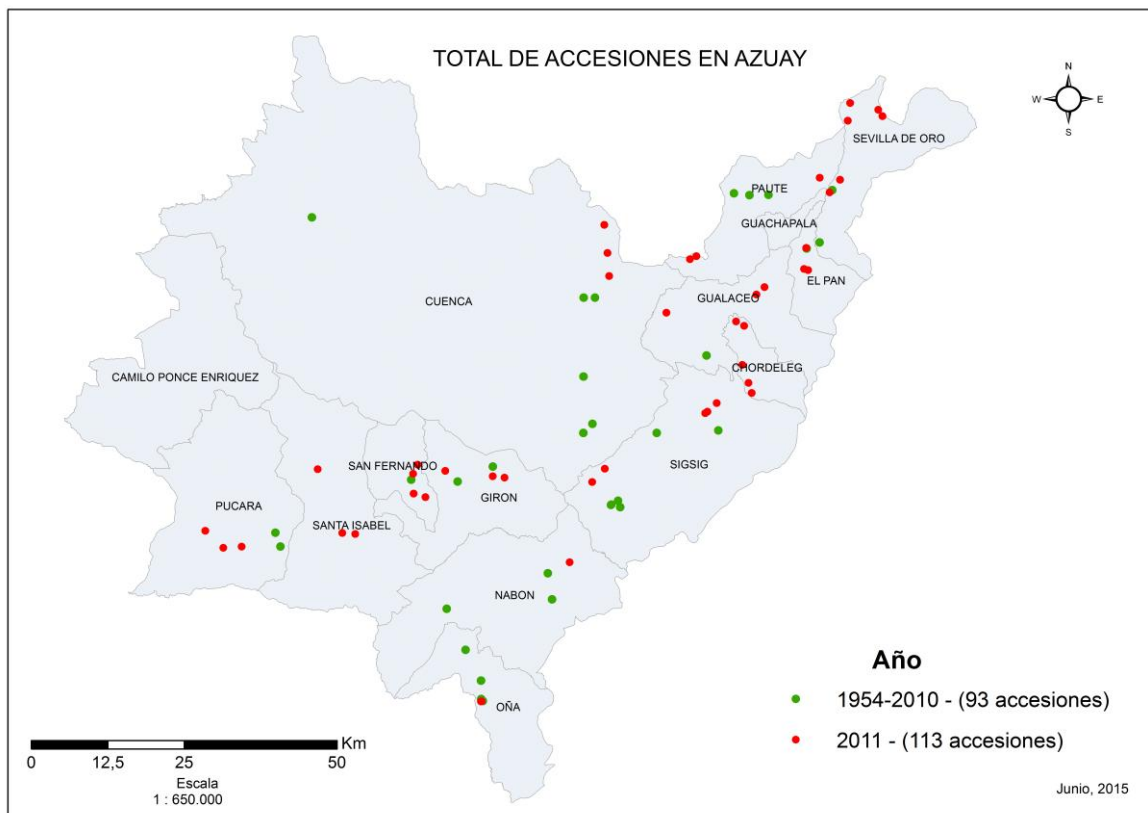 TOTAL DE ACCESIONES EN AZUAY
N
W
E
S
SEVILLA DE ORO
PAUTE
GUACHAPALA
EL PAN
GUALACEO
CUENCA
CHORDELEG
CAMILO PONCE ENRIQUEZ
SAN FERNANDO
SIGSIG
GIRON
PUCARA
SANTA ISABEL
NABON
OÑA
Año
1954-2010 - (93 accesiones)
2011 - (113 accesiones)
Km
0 12,5 25 50
Escala
1 : 650.000
Junio, 2015